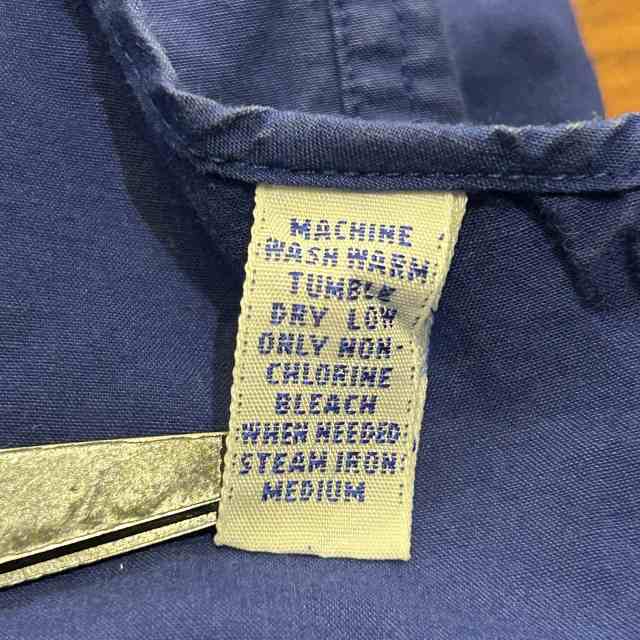 MACHINE
WASH WARM
TUMBLE
DRY LOW
ONLY NON-
CHLORINE
BLEACH
WHEN NEEDED
STEAM IRON
MEDIUM